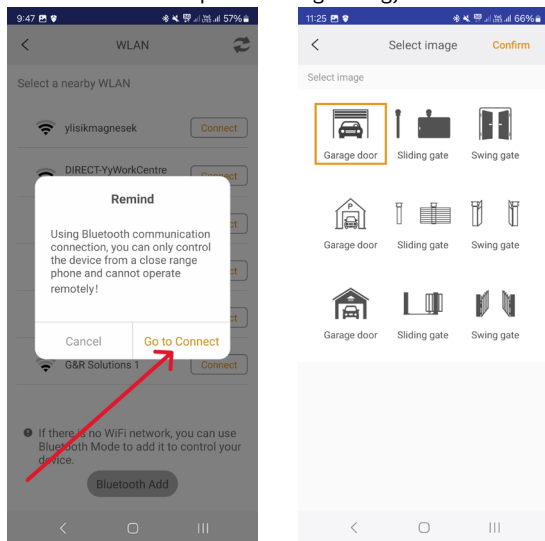 9:47
57%
WLAN
Select a nearby WLAN
ylisikmagnesek
Connect
DIRECT-YyWorkCentre
Connect
Remind
Using Bluetooth communication
connection, you can only control
the device from a close range
phone and cannot operate
remotely!
Cancel
Go to Connect
G&R Solutions 1
Connect
If there is no WiFi network, you can use
Bluetooth Mode to add it to control your
device.
Bluetooth Add
11:25
66%
Select image
Confirm
Select image
P
Garage door Sliding gate Swing gate
Garage door Sliding gate Swing gate
Garage door Sliding gate Swing gate